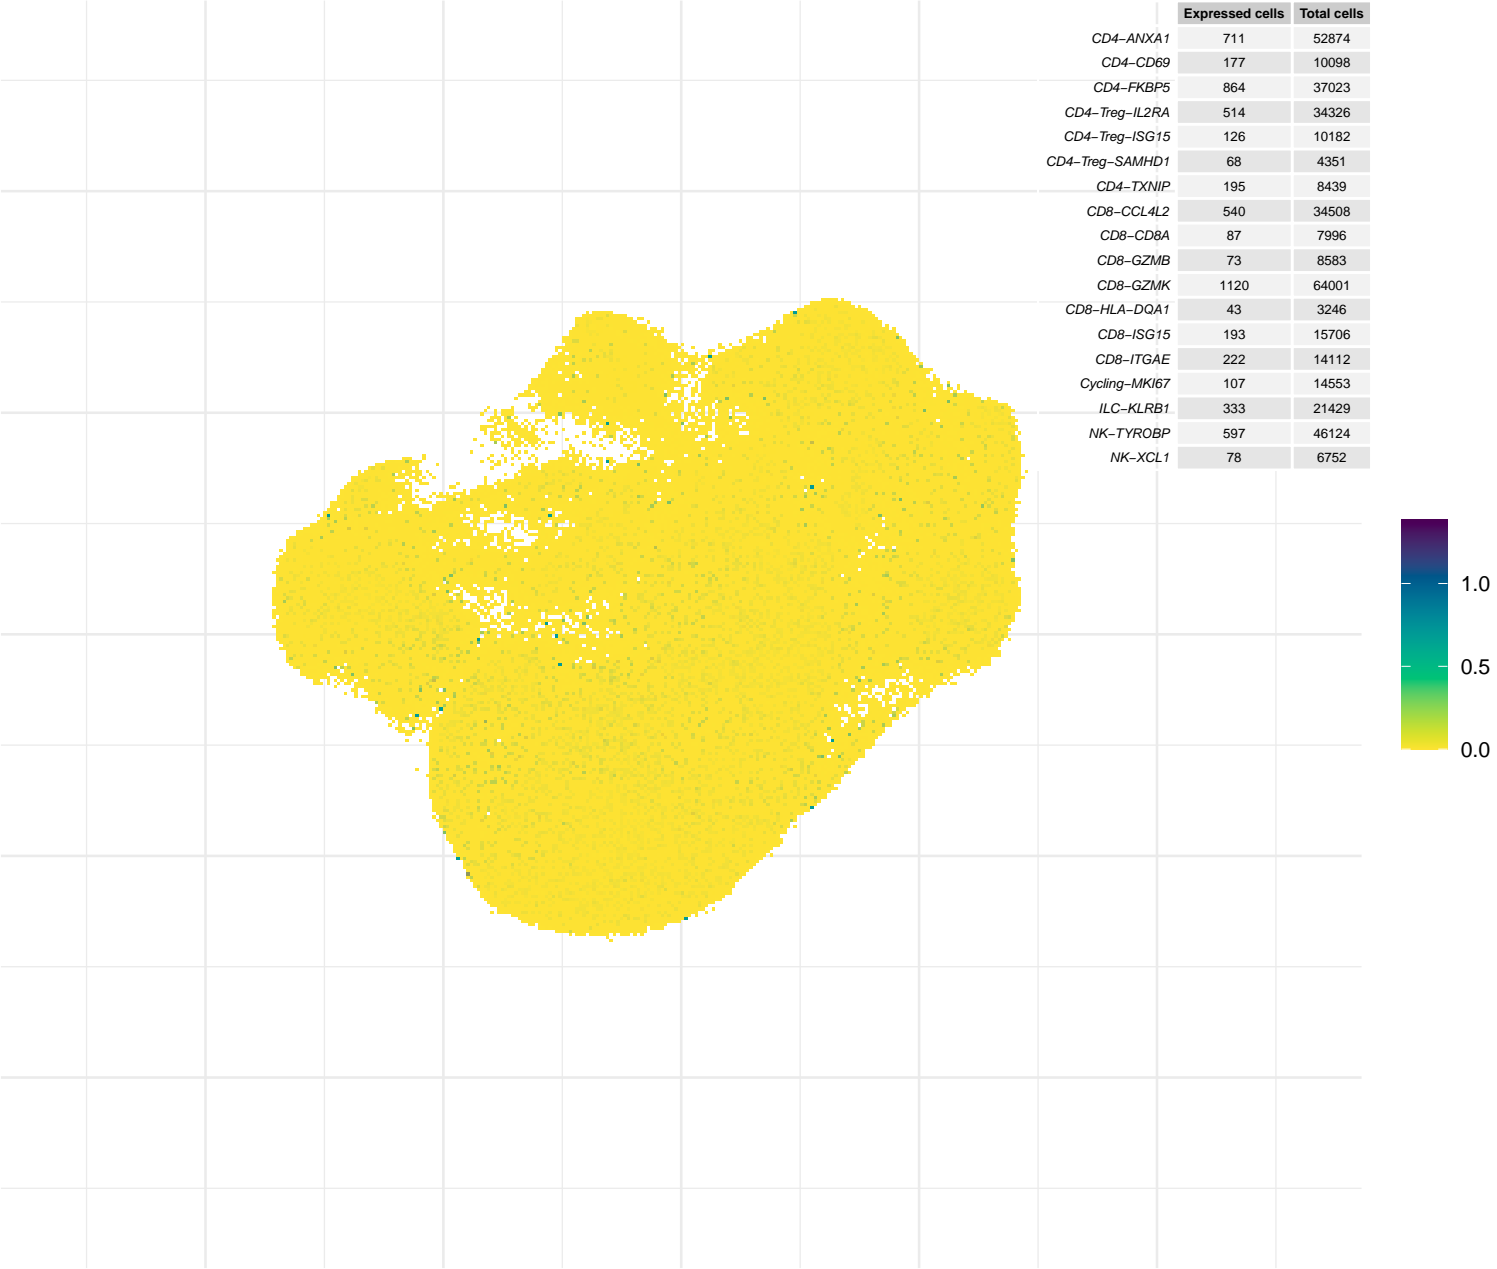 Expressed cells Total cells
CD4−ANXA1 711 52874
CD4−CD69 177 10098
CD4−FKBP5 864 37023
CD4−Treg−IL2RA 514 34326
CD4−Treg−ISG15 126 10182
CD4−Treg−SAMHD1 68 4351
CD4−TXNIP 195 8439
CD8−CCL4L2 540 34508
CD8−CD8A 87 7996
CD8−GZMB 73 8583
CD8−GZMK 1120 64001
CD8−HLA−DQA1 43 3246
CD8−ISG15 193 15706
CD8−ITGAE 222 14112
Cycling−MKI67 107 14553
ILC−KLRB1 333 21429
NK−TYROBP 597 46124
NK−XCL1 78 6752
1.0
0.5
0.0